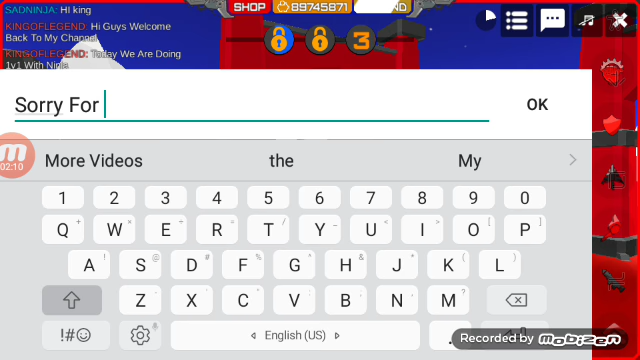 SADNINJA: HI king
KINGOFLEGEND: Hi Guys Welcome
Back To My Channel
KINGOFLEGEND: Today We Are Doing
1v1 With Ninja
SHOP
89745871
ND
3
Sorry For
OK
02:10
More Videos the My
1 2 3 4 5 6 7 8 9 0
Q W E R T Y U I O P
A S D F G H J K L
Z X C V B N M
!#☺ English (US) .
Recorded by MOBIZEN